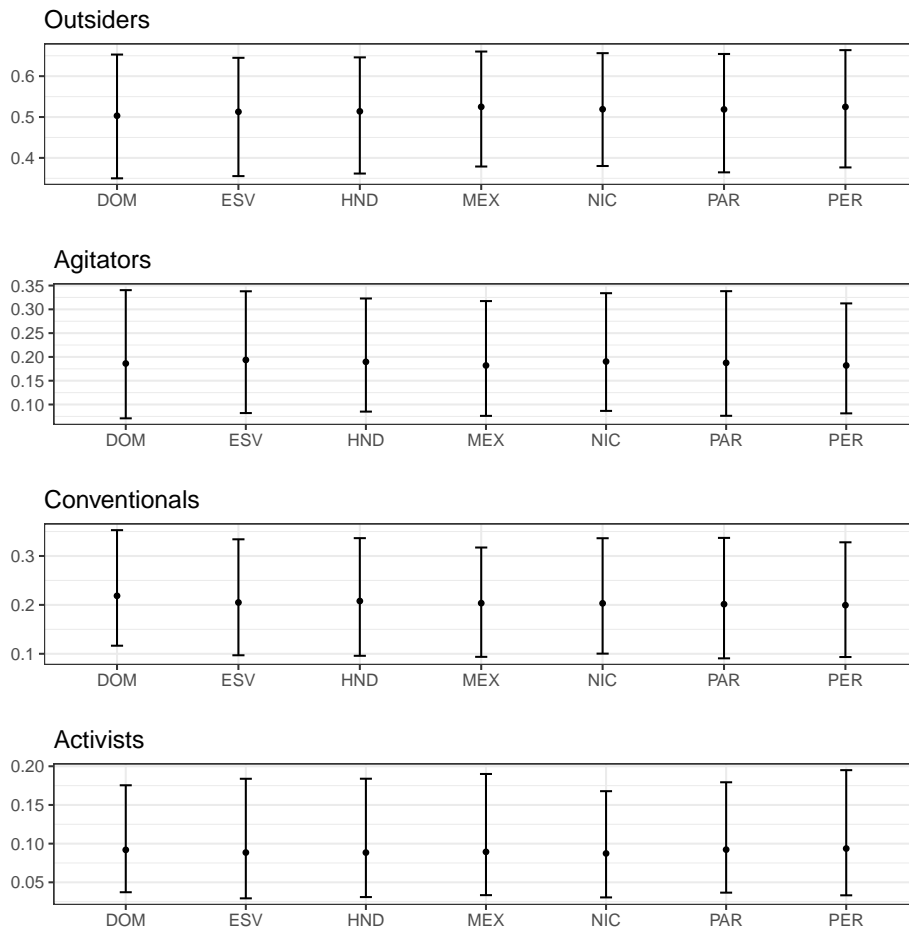 Outsiders
0.6
0.5
0.4
DOM ESV HND MEX NIC PAR PER
Agitators
0.35
0.30
0.25
0.20
0.15
0.10
DOM ESV HND MEX NIC PAR PER
Conventionals
0.3
0.2
0.1
DOM ESV HND MEX NIC PAR PER
Activists
0.20
0.15
0.10
0.05
DOM ESV HND MEX NIC PAR PER